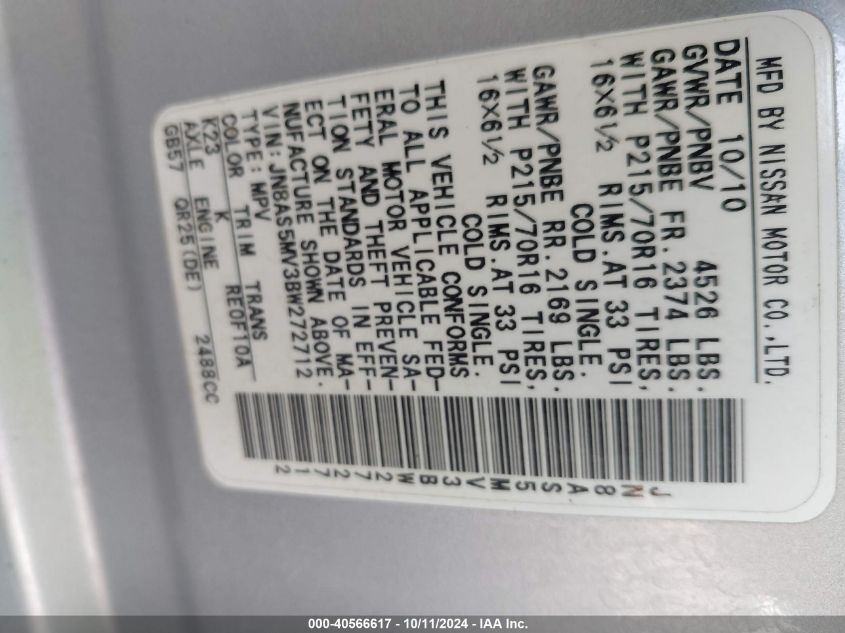 MFD BY NISSAN MOTOR CO.,LTD.
DATE 10/10
GVWR/PNBV 4526 LBS.
GAWR/PNBE FR. 2374 LBS.
WITH P215/70R16 TIRES,
16X6½ RIMS.AT 33 PSI
COLD SINGLE.
GAWR/PNBE RR. 2169 LBS.
WITH P215/70R16 TIRES,
16X6½ RIMS.AT 33 PSI
COLD SINGLE.
THIS VEHICLE CONFORMS
TO ALL APPLICABLE FED-
ERAL MOTOR VEHICLE SA-
FETY AND THEFT PREVEN-
TION STANDARDS IN EFF-
ECT ON THE DATE OF MA-
NUFACTURE SHOWN ABOVE.
VIN: JN8AS5MV3BW272712
TYPE: MPV
COLOR TRIM TRANS
K23 K RE0F10A
AXLE ENGINE
GB57 QR25(DE) 2488CC
JN8AS5MV3BW272712
000-40566617 - 10/11/2024 - IAA Inc.